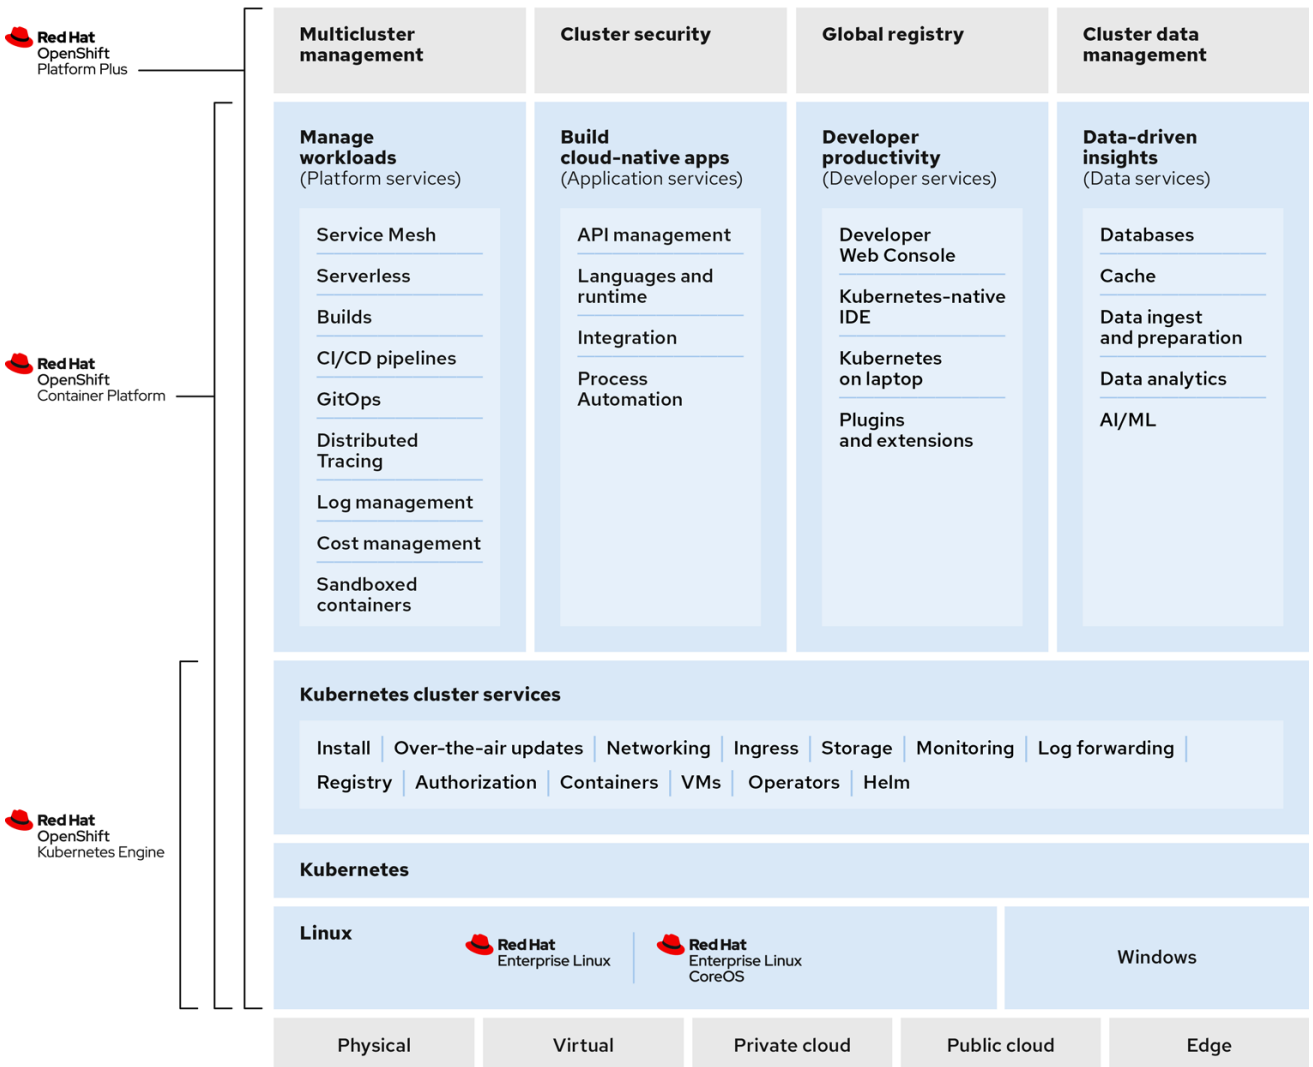 Red Hat
OpenShift
Platform Plus
Multicluster
management
Cluster security
Global registry
Cluster data
management
Red Hat
OpenShift
Container Platform
Manage
workloads
(Platform services)
Service Mesh
Serverless
Builds
CI/CD pipelines
GitOps
Distributed
Tracing
Log management
Cost management
Sandboxed
containers
Build
cloud-native apps
(Application services)
API management
Languages and
runtime
Integration
Process
Automation
Developer
productivity
(Developer services)
Developer
Web Console
Kubernetes-native
IDE
Kubernetes
on laptop
Plugins
and extensions
Data-driven
insights
(Data services)
Databases
Cache
Data ingest
and preparation
Data analytics
AI/ML
Red Hat
OpenShift
Kubernetes Engine
Kubernetes cluster services
Install | Over-the-air updates | Networking | Ingress | Storage | Monitoring | Log forwarding |
Registry | Authorization | Containers | VMs | Operators | Helm
Kubernetes
Linux
Red Hat
Enterprise Linux
Red Hat
Enterprise Linux
CoreOS
Windows
Physical
Virtual
Private cloud
Public cloud
Edge